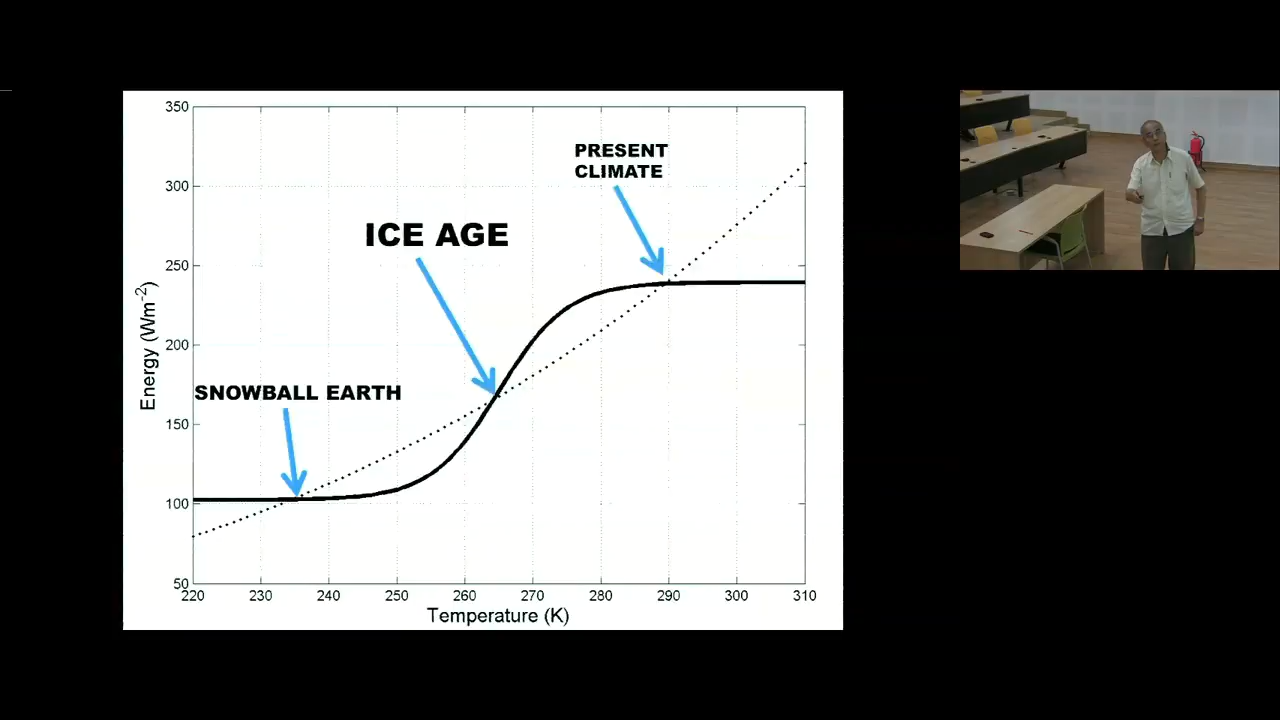 350
300
250
200
150
100
50
220
230
240
250
260
270
280
290
300
310
Energy (Wm⁻²)
Temperature (K)
PRESENT
CLIMATE
ICE AGE
SNOWBALL EARTH